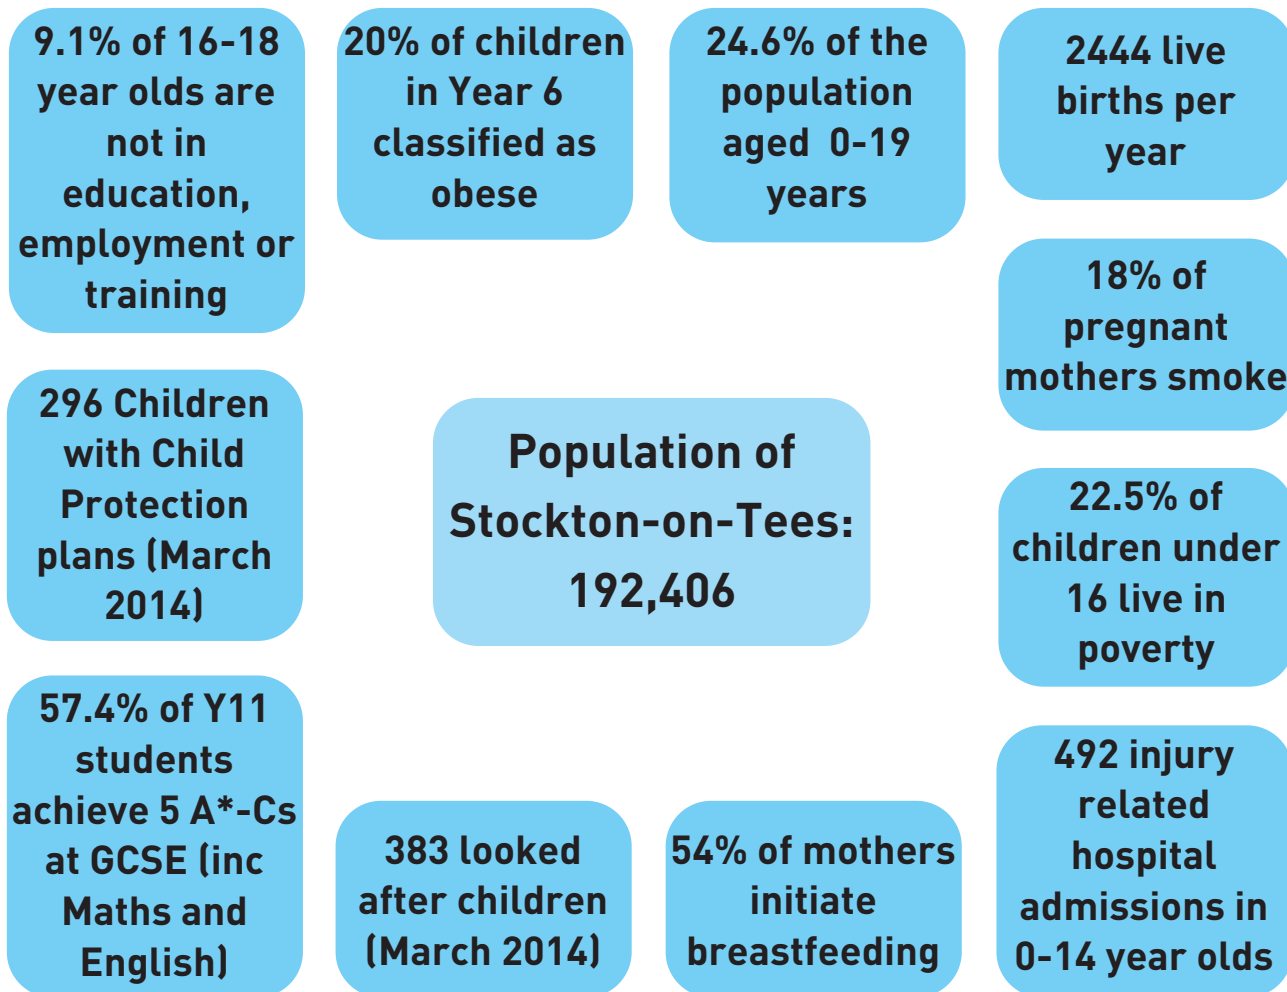 9.1% of 16-18
year olds are
not in
education,
employment or
training
20% of children
in Year 6
classified as
obese
24.6% of the
population
aged 0-19
years
2444 live
births per
year
18% of
pregnant
mothers smoke
296 Children
with Child
Protection
plans (March
2014)
Population of
Stockton-on-Tees:
192,406
22.5% of
children under
16 live in
poverty
57.4% of Y11
students
achieve 5 A*-Cs
at GCSE (inc
Maths and
English)
383 looked
after children
(March 2014)
54% of mothers
initiate
breastfeeding
492 injury
related
hospital
admissions in
0-14 year olds